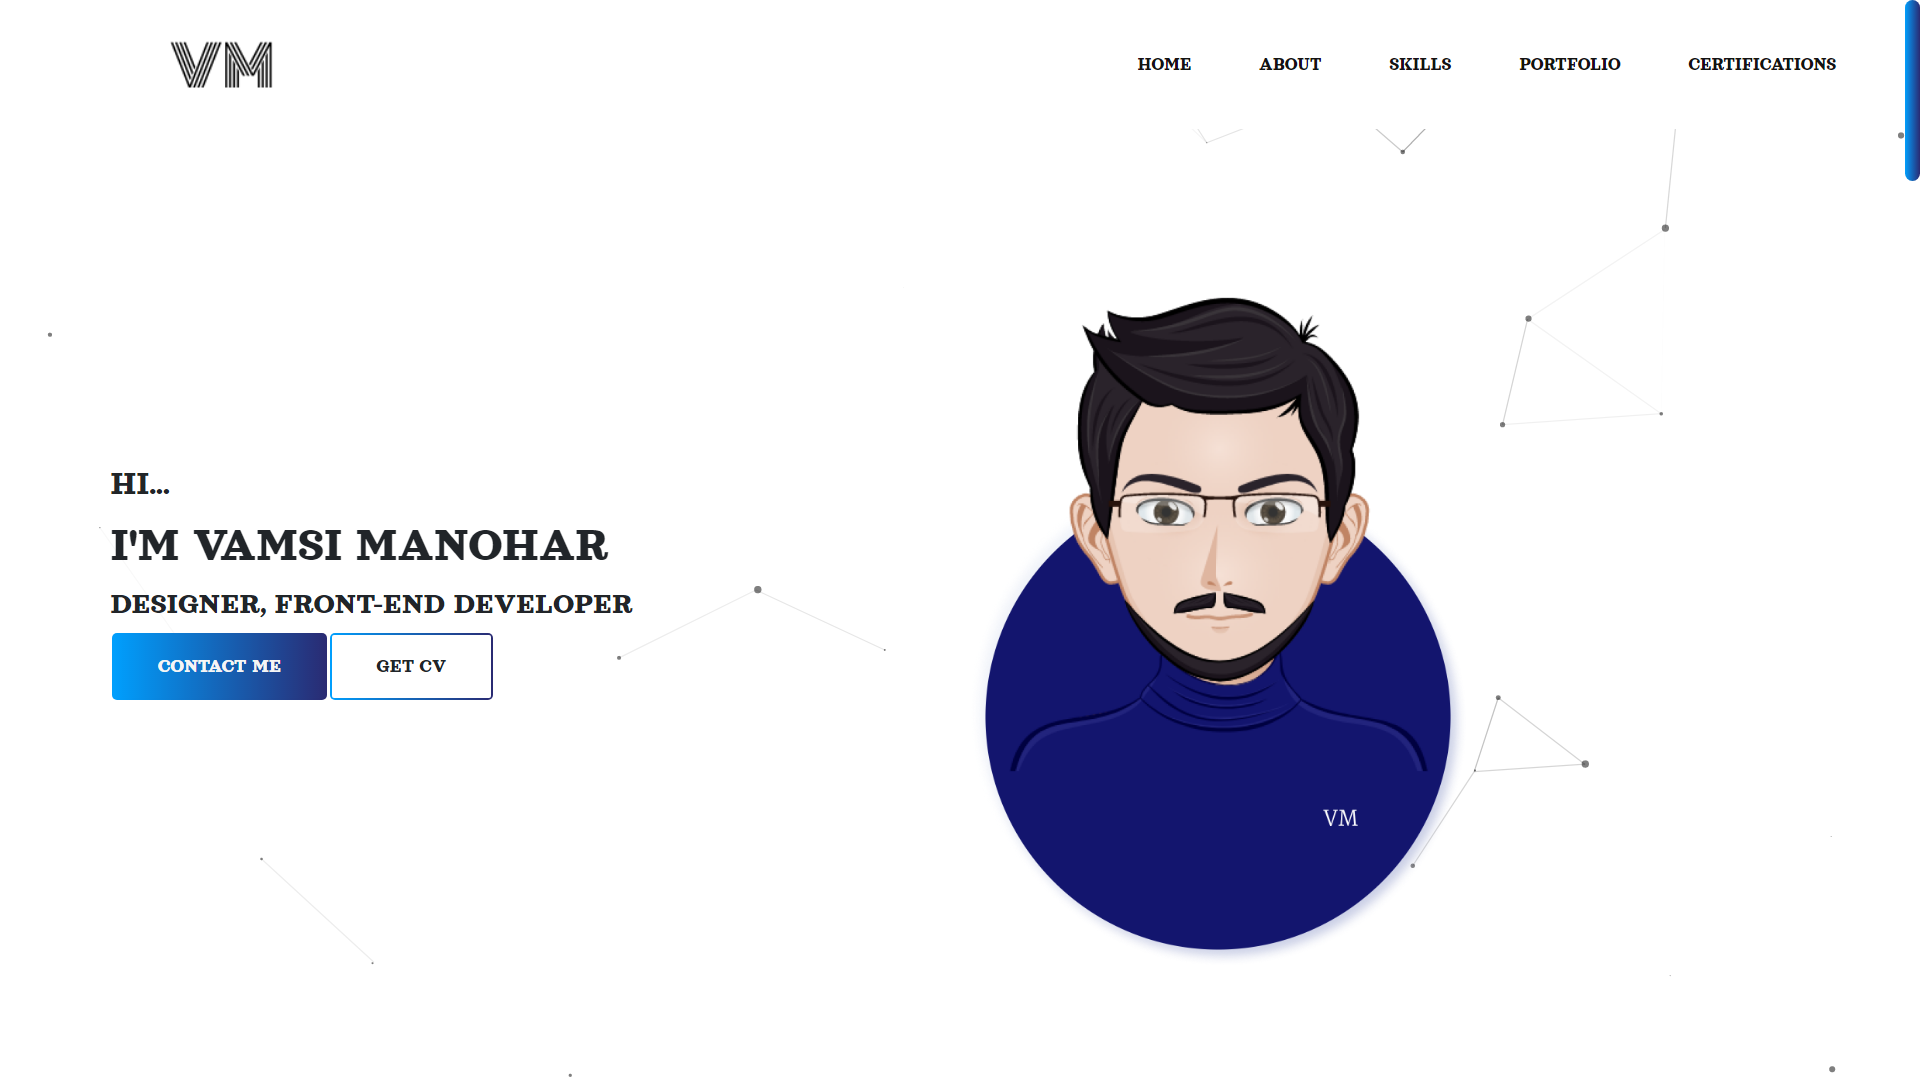 VM
HOME ABOUT SKILLS PORTFOLIO CERTIFICATIONS
HI...
I'M VAMSI MANOHAR
DESIGNER, FRONT-END DEVELOPER
CONTACT ME GET CV
VM